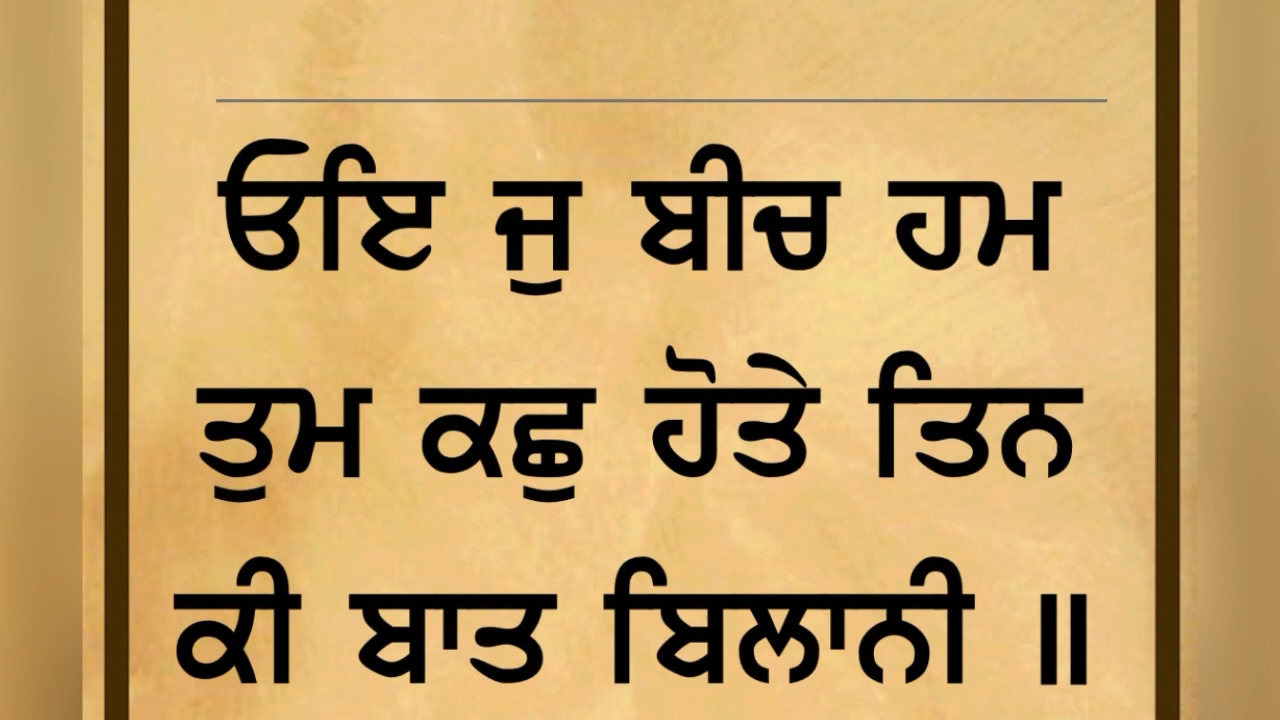 ਓਇ ਜੁ ਬੀਚ ਹਮ
ਤੁਮ ਕਛੁ ਹੋਤੇ ਤਿਨ
ਕੀ ਬਾਤ ਬਿਲਾਨੀ ॥